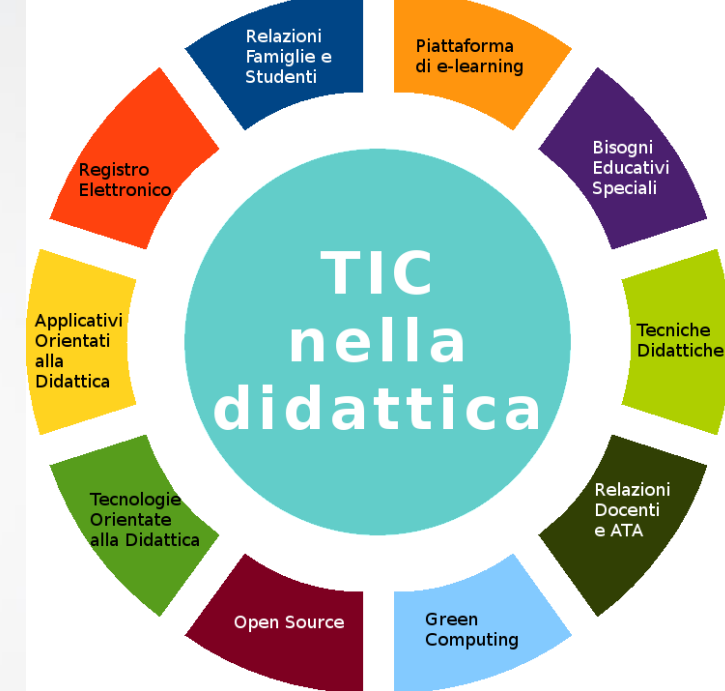 TIC
nella
didattica
Piattaforma
di e-learning
Bisogni
Educativi
Speciali
Tecniche
Didattiche
Relazioni
Docenti
e ATA
Green
Computing
Open Source
Tecnologie
Orientate
alla Didattica
Applicativi
Orientati
alla
Didattica
Registro
Elettronico
Relazioni
Famiglie e
Studenti